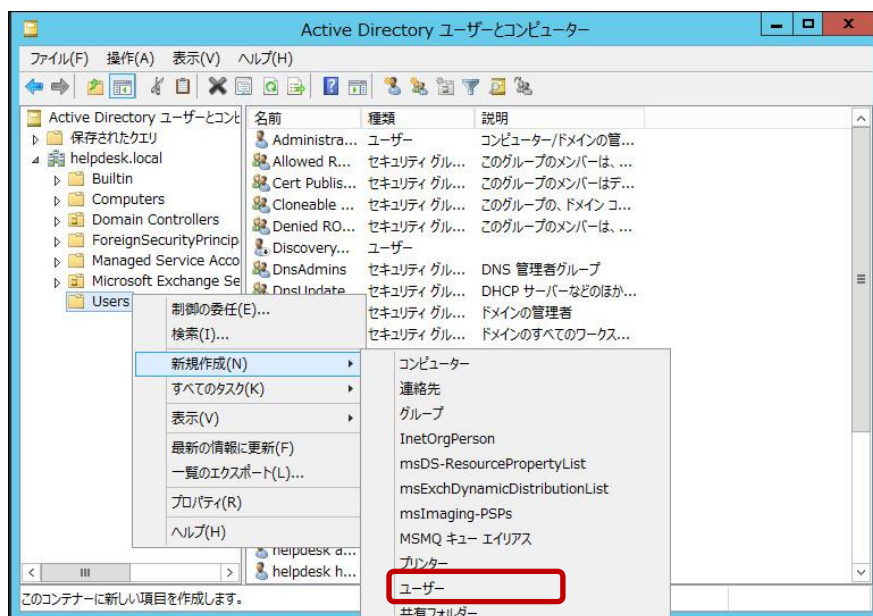 Active Directory ユーザーとコンピューター
ファイル(F) 操作(A) 表示(V) ヘルプ(H)
Active Directory ユーザーとコンピ
保存されたクエリ
helpdesk.local
Builtin
Computers
Domain Controllers
ForeignSecurityPrincip
Managed Service Acco
Microsoft Exchange Se
Users
名前 種類 説明
Administra... ユーザー コンピューター/ドメインの管...
Allowed R... セキュリティ グル... このグループのメンバーは、...
Cert Publis... セキュリティ グル... このグループのメンバーはデ...
Cloneable ... セキュリティ グル... このグループの、ドメイン コ...
Denied RO... セキュリティ グル... このグループのメンバーは、...
Discovery... ユーザー
DnsAdmins セキュリティ グル... DNS 管理者グループ
DnsUpdate セキュリティ グル... DHCP サーバーなどのほか...
セキュリティ グル... ドメインの管理者
セキュリティ グル... ドメインのすべてのワークス...
制御の委任(E)...
検索(I)...
新規作成(N)
すべてのタスク(K)
表示(V)
最新の情報に更新(F)
一覧のエクスポート(L)...
プロパティ(R)
ヘルプ(H)
コンピューター
連絡先
グループ
InetOrgPerson
msDS-ResourcePropertyList
msExchDynamicDistributionList
msImaging-PSPs
MSMQ キュー エイリアス
プリンター
ユーザー
共有フォルダー
helpdesk a...
helpdesk h...
このコンテナーに新しい項目を作成します。